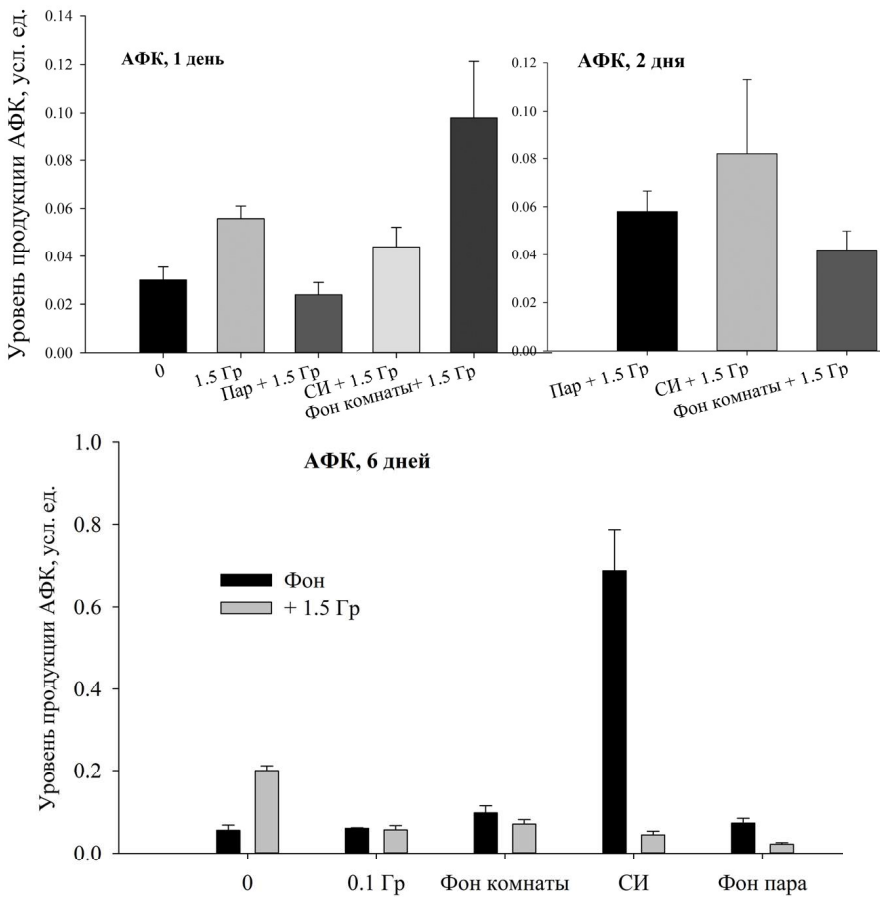 Уровень продукции АФК, усл. ед.
АФК, 1 день
0.14
0.12
0.10
0.08
0.06
0.04
0.02
0.00
0
1.5 Гр
Пар + 1.5 Гр
СИ + 1.5 Гр
Фон комнаты+ 1.5 Гр
АФК, 2 дня
0.12
0.10
0.08
0.06
0.04
0.02
0.00
Пар + 1.5 Гр
СИ + 1.5 Гр
Фон комнаты + 1.5 Гр
Уровень продукции АФК, усл. ед.
АФК, 6 дней
1.0
0.8
0.6
0.4
0.2
0.0
Фон
+ 1.5 Гр
0
0.1 Гр
Фон комнаты
СИ
Фон пара